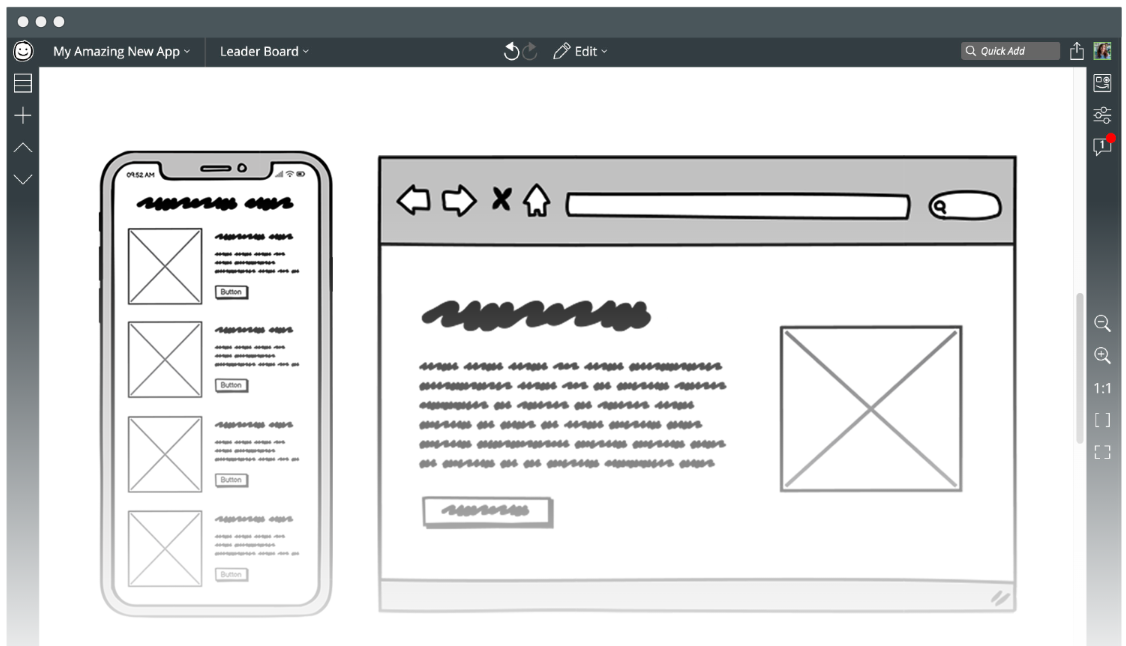 My Amazing New App
Leader Board
Edit
Quick Add
1
1:1
09:52 AM
Button
Button
Button
Button